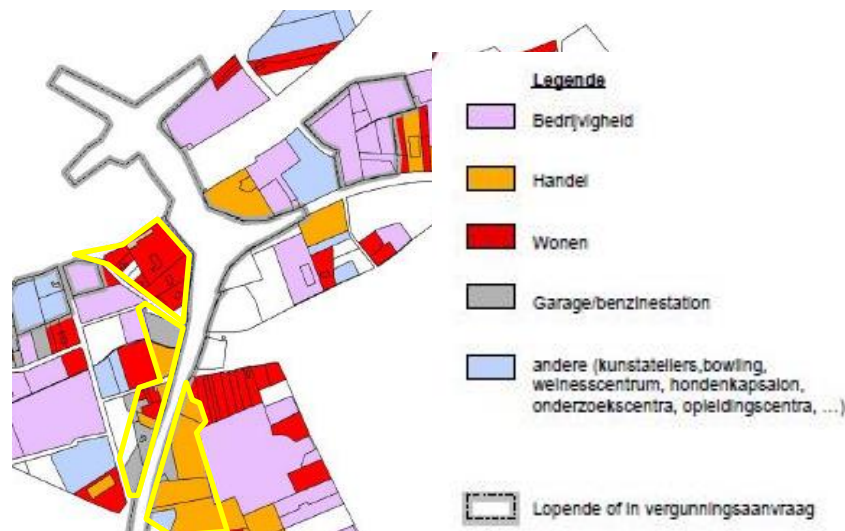 Legende
Bedrijvigheid
Handel
Wonen
Garage/benzinestation
andere (kunstateliers,bowling,
welnesscentrum, hondenkapsalon,
onderzoekscentra, opleidingscentra, ...)
Lopende of in vergunningsaanvraag